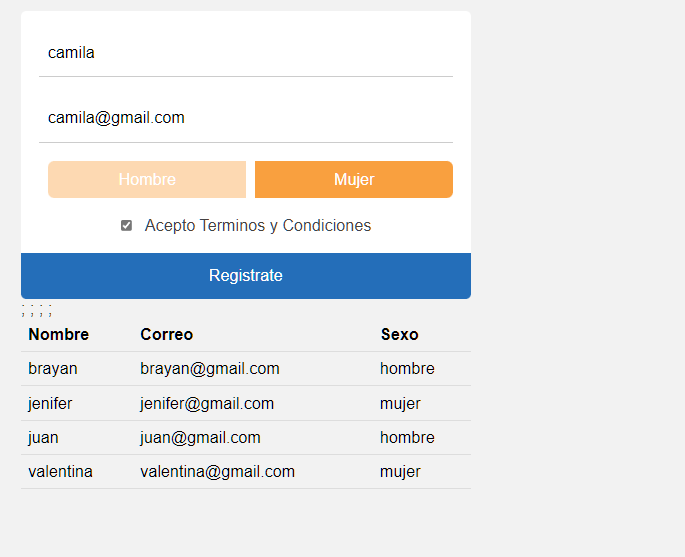 camila
camila@gmail.com
Hombre Mujer
Acepto Terminos y Condiciones
Registrate
; ; ; ;
Nombre Correo Sexo
brayan brayan@gmail.com hombre
jenifer jenifer@gmail.com mujer
juan juan@gmail.com hombre
valentina valentina@gmail.com mujer